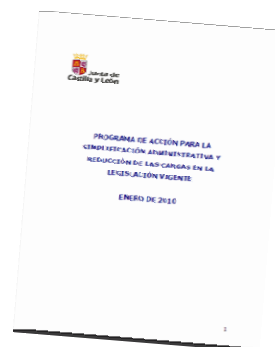 Junta de
Castilla y León
PROGRAMA DE ACCIÓN PARA LA
SIMPLIFICACIÓN ADMINISTRATIVA Y
REDUCCIÓN DE LAS CARGAS EN LA
LEGISLACIÓN VIGENTE
ENERO DE 2010